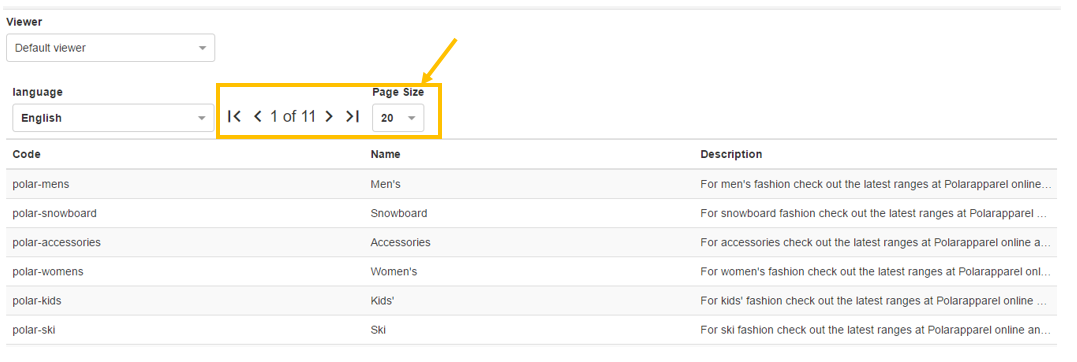 Viewer
Default viewer
language
Page Size
English
1 of 11
20
Code Name Description
polar-mens Men's For men's fashion check out the latest ranges at Polarapparel online...
polar-snowboard Snowboard For snowboard fashion check out the latest ranges at Polarapparel ...
polar-accessories Accessories For accessories check out the latest ranges at Polarapparel online a...
polar-womens Women's For women's fashion check out the latest ranges at Polarapparel onl...
polar-kids Kids' For kids' fashion check out the latest ranges at Polarapparel online ...
polar-ski Ski For ski fashion check out the latest ranges at Polarapparel online an...